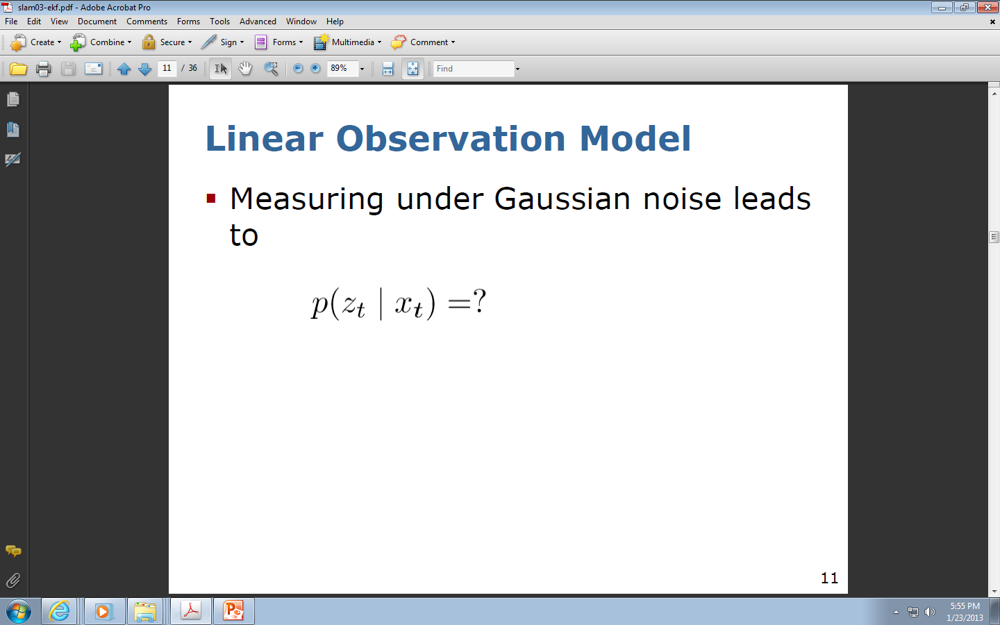 slam03-ekf.pdf - Adobe Acrobat Pro
File Edit View Document Comments Forms Tools Advanced Window Help
Create Combine Secure Sign Forms Multimedia Comment
11 / 36 89% Find
Linear Observation Model
Measuring under Gaussian noise leads
to
p(z_t | x_t) =?
11
5:55 PM
1/23/2013